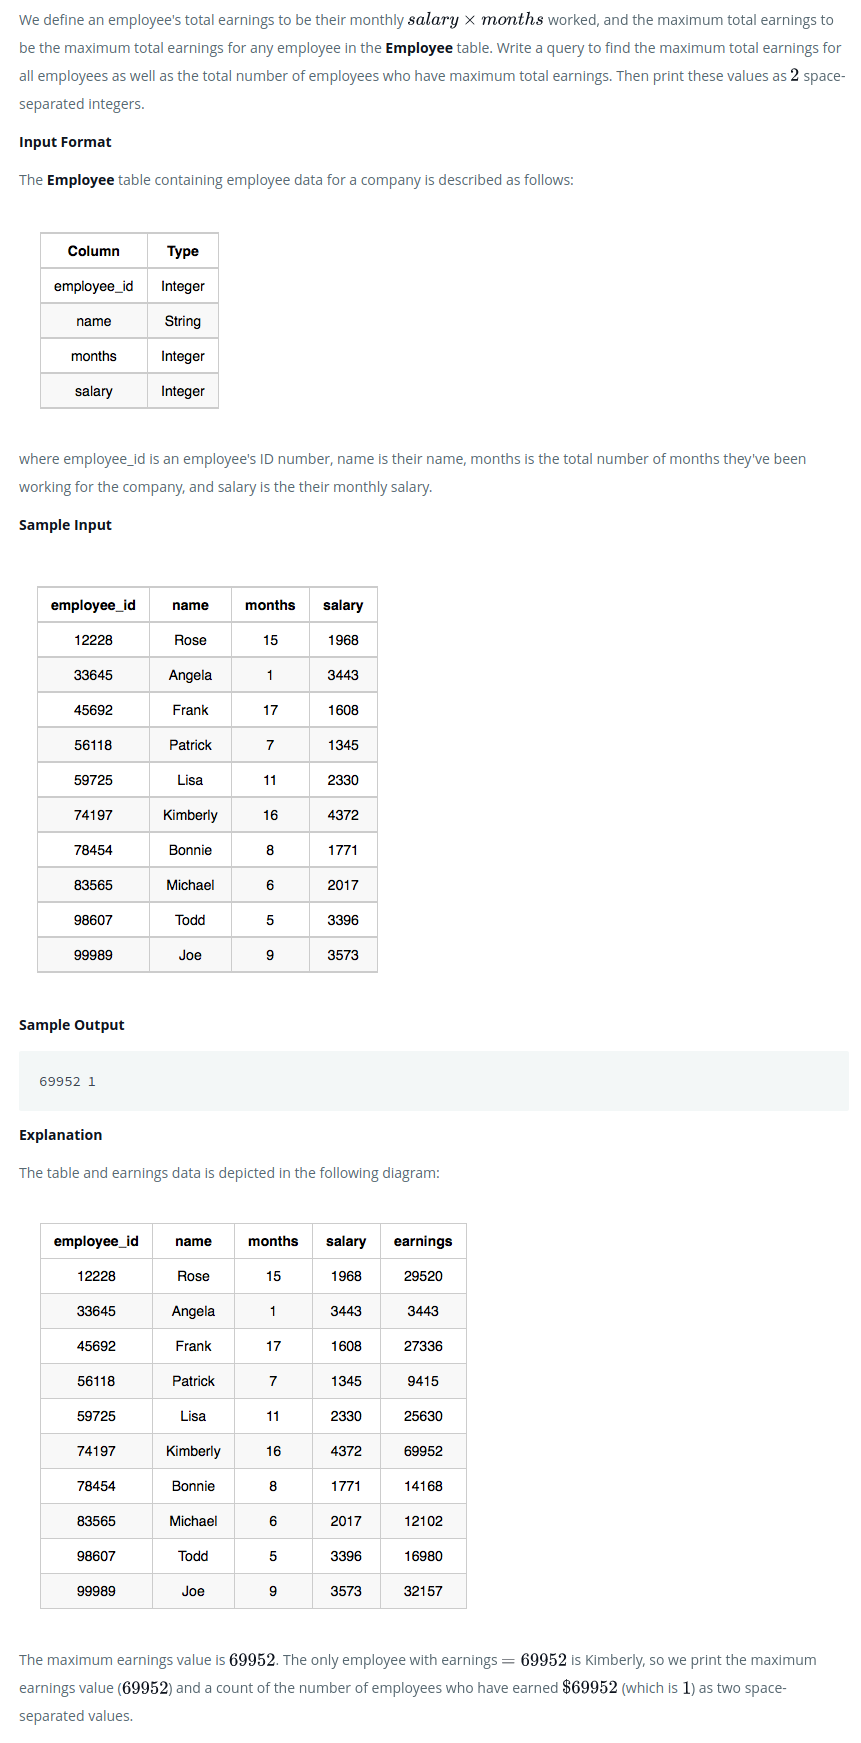 We define an employee's total earnings to be their monthly salary × months worked, and the maximum total earnings to
be the maximum total earnings for any employee in the Employee table. Write a query to find the maximum total earnings for
all employees as well as the total number of employees who have maximum total earnings. Then print these values as 2 space-
separated integers.
Input Format
The Employee table containing employee data for a company is described as follows:
Column Type
employee_id Integer
name String
months Integer
salary Integer
where employee_id is an employee's ID number, name is their name, months is the total number of months they've been
working for the company, and salary is the their monthly salary.
Sample Input
employee_id name months salary
12228 Rose 15 1968
33645 Angela 1 3443
45692 Frank 17 1608
56118 Patrick 7 1345
59725 Lisa 11 2330
74197 Kimberly 16 4372
78454 Bonnie 8 1771
83565 Michael 6 2017
98607 Todd 5 3396
99989 Joe 9 3573
Sample Output
69952 1
Explanation
The table and earnings data is depicted in the following diagram:
employee_id name months salary earnings
12228 Rose 15 1968 29520
33645 Angela 1 3443 3443
45692 Frank 17 1608 27336
56118 Patrick 7 1345 9415
59725 Lisa 11 2330 25630
74197 Kimberly 16 4372 69952
78454 Bonnie 8 1771 14168
83565 Michael 6 2017 12102
98607 Todd 5 3396 16980
99989 Joe 9 3573 32157
The maximum earnings value is 69952. The only employee with earnings = 69952 is Kimberly, so we print the maximum
earnings value (69952) and a count of the number of employees who have earned $69952 (which is 1) as two space-
separated values.